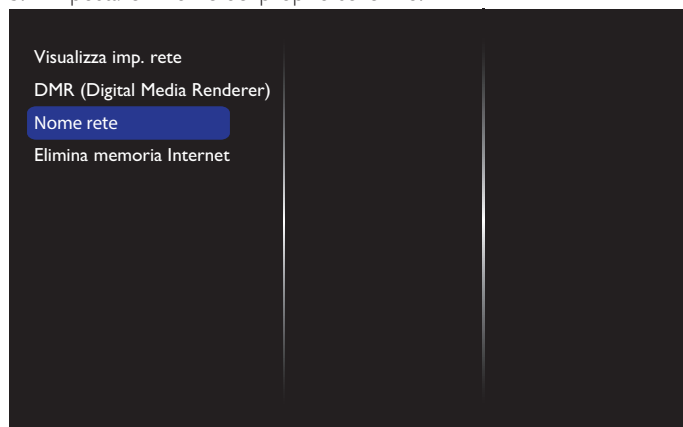 Visualizza imp. rete
DMR (Digital Media Renderer)
Nome rete
Elimina memoria Internet